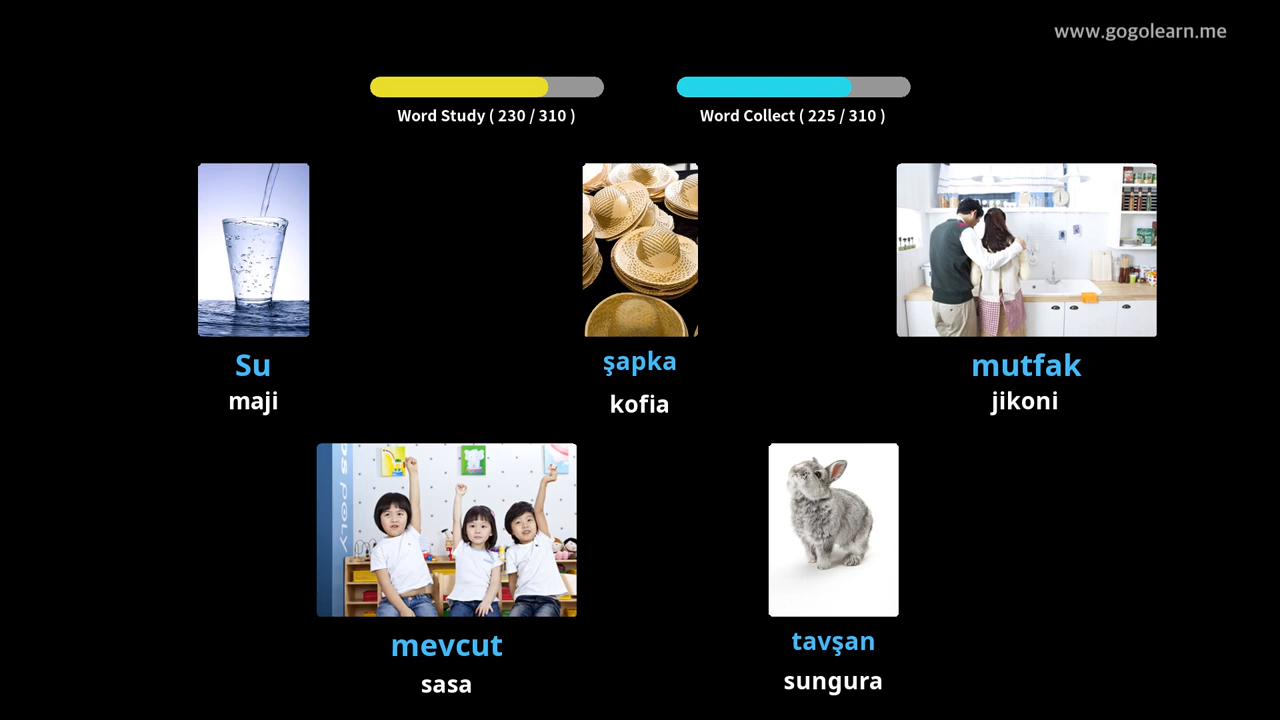 www.gogolearn.me
Word Study ( 230 / 310 )
Word Collect ( 225 / 310 )
Su
maji
şapka
kofia
mutfak
jikoni
mevcut
sasa
tavşan
sungura